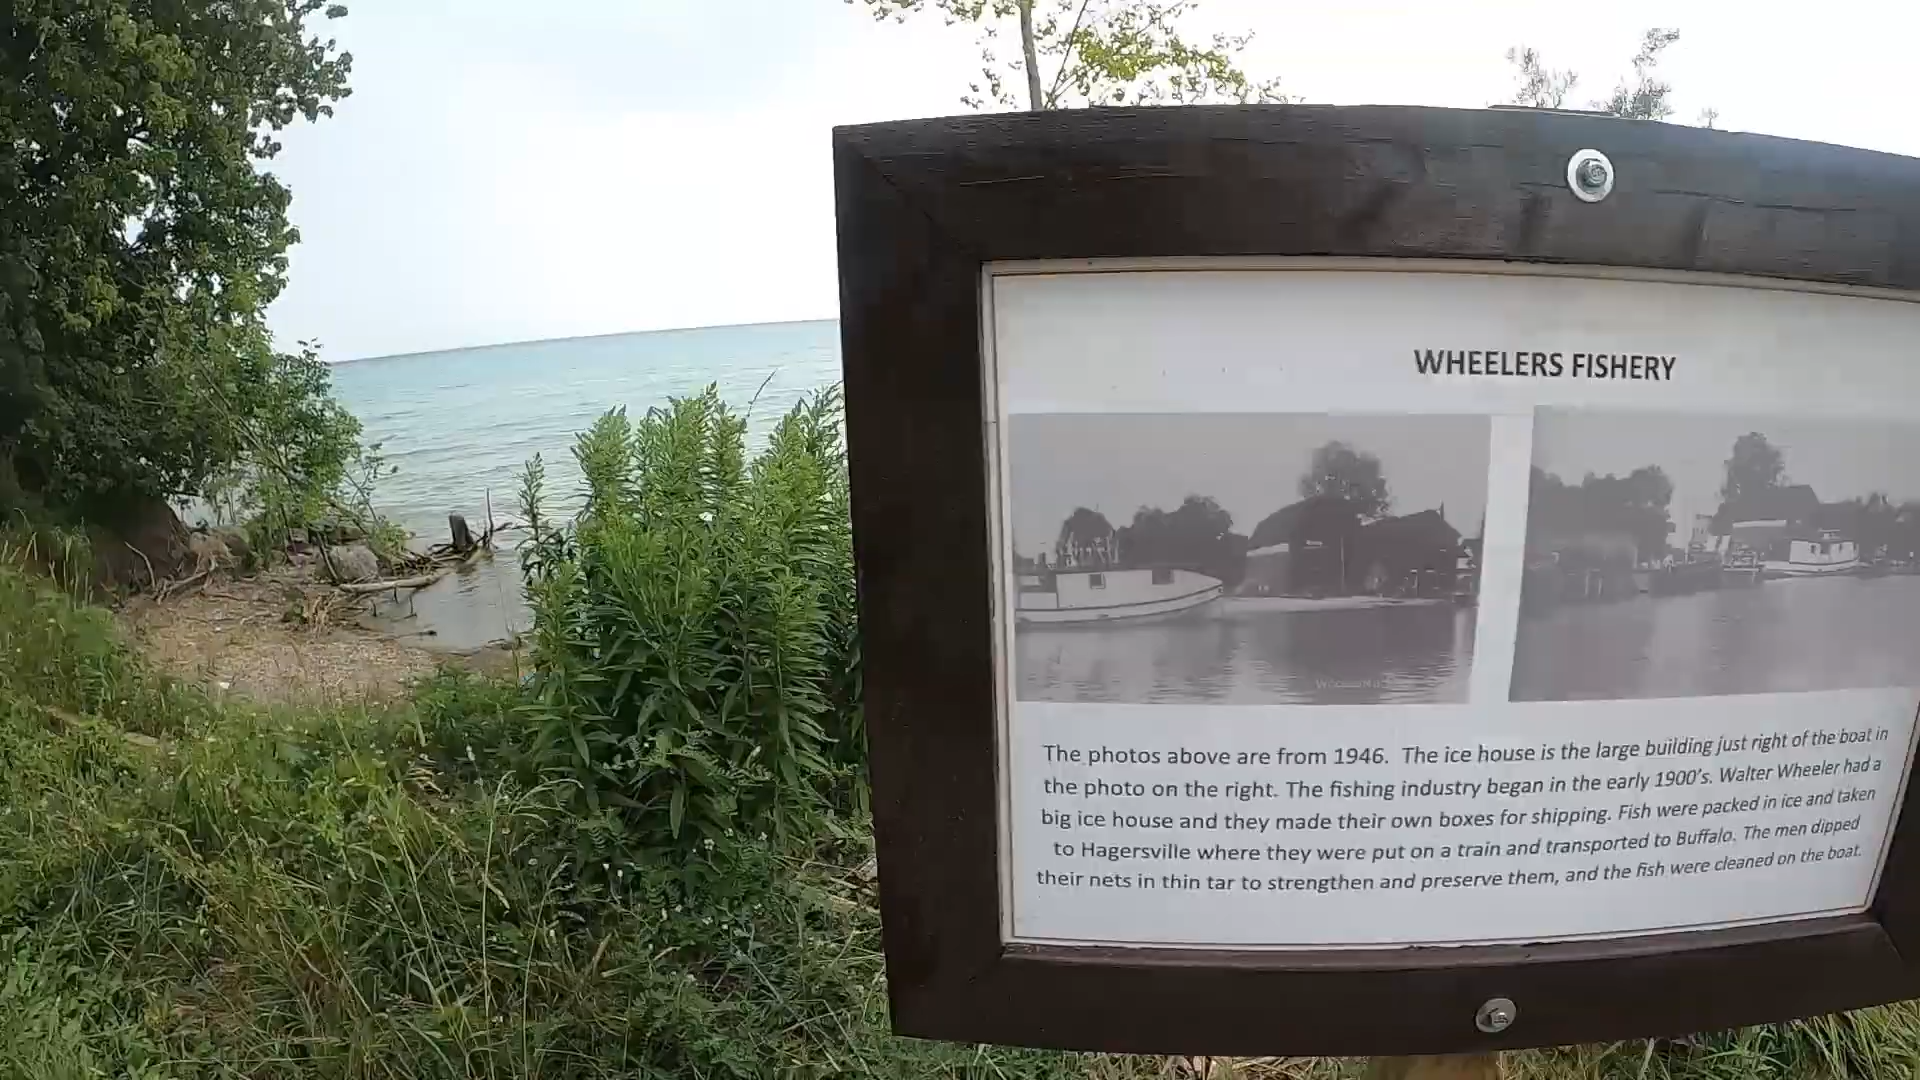 WHEELERS FISHERY
The photos above are from 1946. The ice house is the large building just right of the boat in
the photo on the right. The fishing industry began in the early 1900's. Walter Wheeler had a
big ice house and they made their own boxes for shipping. Fish were packed in ice and taken
to Hagersville where they were put on a train and transported to Buffalo. The men dipped
their nets in thin tar to strengthen and preserve them, and the fish were cleaned on the boat.